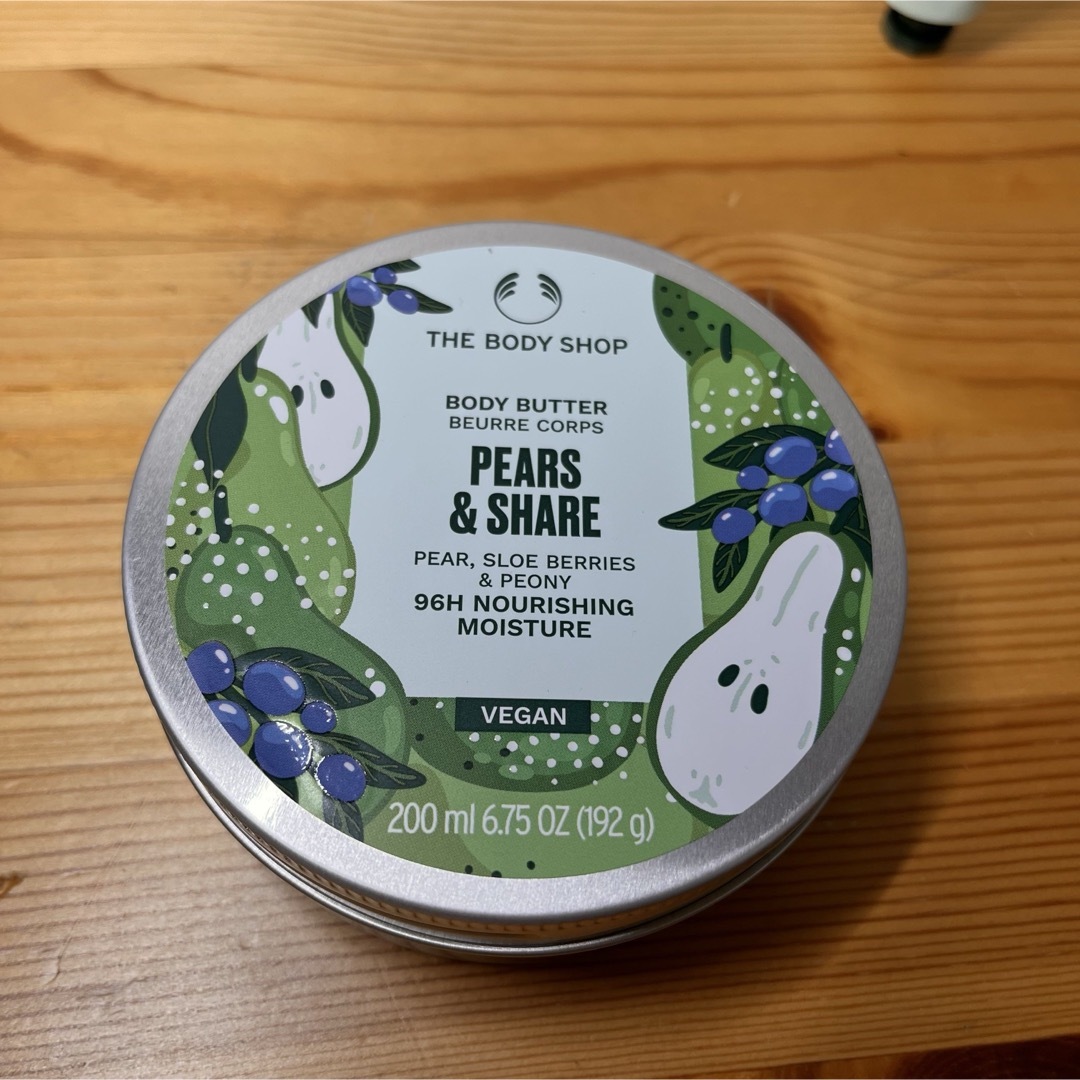 THE BODY SHOP
BODY BUTTER
BEURRE CORPS
PEARS
& SHARE
PEAR, SLOE BERRIES
& PEONY
96H NOURISHING
MOISTURE
VEGAN
200 ml 6.75 OZ (192 g)